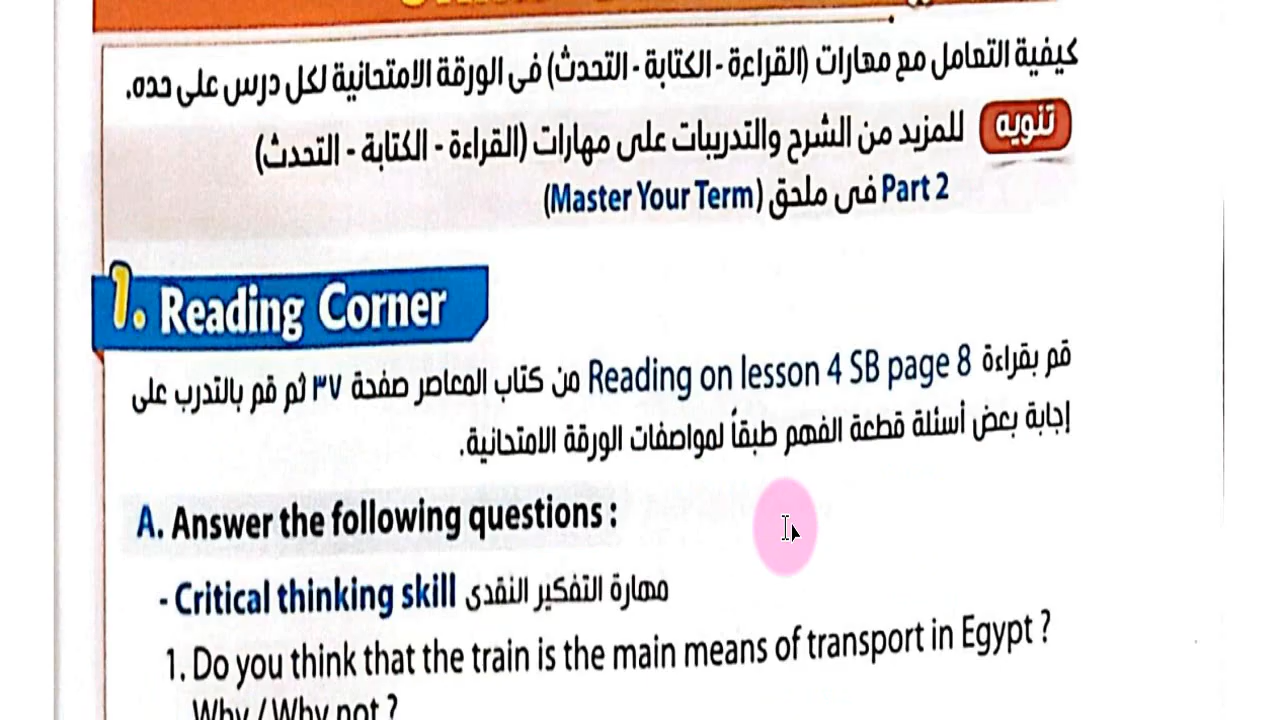 كيفية التعامل مع مهارات (القراءة - الكتابة - التحدث) فى الورقة الامتحانية لكل درس على حده.
تنويه للمزيد من الشرح والتدريبات على مهارات (القراءة - الكتابة - التحدث)
Part 2 فى ملحق (Master Your Term)
1. Reading Corner
قم بقراءة Reading on lesson 4 SB page 8 من كتاب المعاصر صفحة ٣٧ ثم قم بالتدرب على
إجابة بعض أسئلة قطعة الفهم طبقاً لمواصفات الورقة الامتحانية.
A. Answer the following questions :
- Critical thinking skill مهارة التفكير النقدى
1. Do you think that the train is the main means of transport in Egypt ?
Why / Why not ?